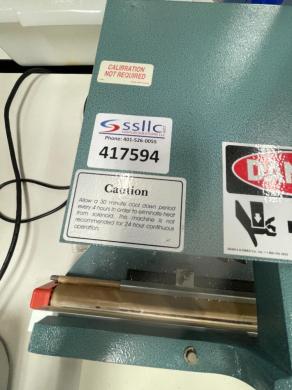 CALIBRATION
NOT REQUIRED
ssllc
Phone: 401-526-0055
417594
DAN
Caution
Allow a 30 minute cool down period
every 4 hours in order to eliminate heat
from solenoid. This machine is not
recommended for 24 hour continuous
operation.